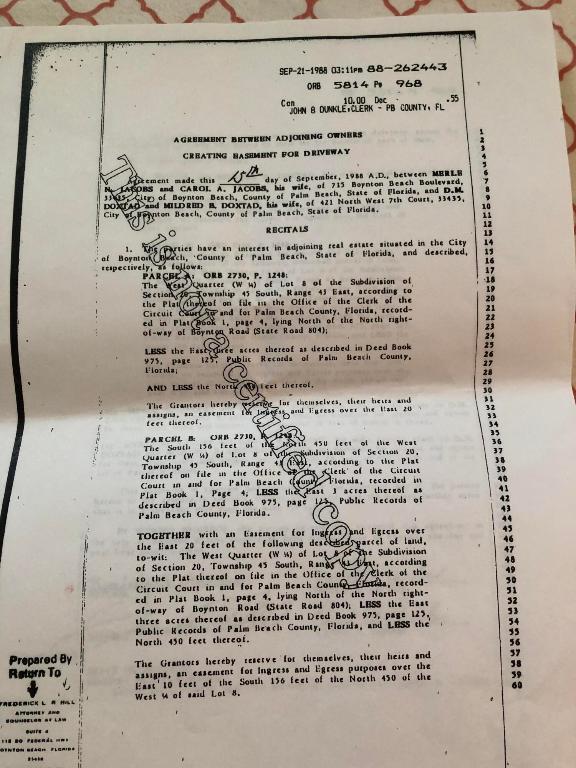 SEP-21-1988 03:11pm 88-262443
ORB 5814 Pg 968
Con 10.00 Doc .55
JOHN B DUNKLE,CLERK - PB COUNTY, FL
AGREEMENT BETWEEN ADJOINING OWNERS
CREATING EASEMENT FOR DRIVEWAY
Agreement made this 15th day of September, 1988 A.D., between MERLE
N. JACOBS and CAROL A. JACOBS, his wife, of 715 Boynton Beach Boulevard,
33435, City of Boynton Beach, County of Palm Beach, State of Florida, and D.M.
DOXTAD and MILDRED B. DOXTAD, his wife, of 421 North West 7th Court, 33435,
City of Boynton Beach, County of Palm Beach, State of Florida.
RECITALS
1. The parties have an interest in adjoining real estate situated in the City
of Boynton Beach, County of Palm Beach, State of Florida, and described,
respectively, as follows:
PARCEL A: ORB 2730, P. 1248:
The West Quarter (W ¼) of Lot 8 of the Subdivision of
Section 20, Township 45 South, Range 43 East, according to
the Plat thereof on file in the Office of the Clerk of the
Circuit Court in and for Palm Beach County, Florida, record-
ed in Plat Book 1, page 4, lying North of the North right-
of-way of Boynton Road (State Road 804);
LESS the East three acres thereof as described in Deed Book
975, page 125, Public Records of Palm Beach County,
Florida;
AND LESS the North 450 feet thereof.
The Grantors hereby reserve for themselves, their heirs and
assigns, an easement for Ingress and Egress over the East 20
feet thereof.
PARCEL B: ORB 2730, P. 1248:
The South 156 feet of the North 450 feet of the West
Quarter (W ¼) of Lot 8 of the Subdivision of Section 20,
Township 45 South, Range 43 East, according to the Plat
thereof on file in the Office of the Clerk of the Circuit
Court in and for Palm Beach County, Florida, recorded in
Plat Book 1, Page 4; LESS the East 3 acres thereof as
described in Deed Book 975, page 125, Public Records of
Palm Beach County, Florida.
TOGETHER with an Easement for Ingress and Egress over
the East 20 feet of the following described parcel of land,
to-wit: The West Quarter (W ¼) of Lot 8 of the Subdivision
of Section 20, Township 45 South, Range 43 East, according
to the Plat thereof on file in the Office of the Clerk of the
Circuit Court in and for Palm Beach County, Florida, record-
ed in Plat Book 1, page 4, lying North of the North right-
of-way of Boynton Road (State Road 804); LESS the East
three acres thereof as described in Deed Book 975, page 125,
Public Records of Palm Beach County, Florida, and LESS the
North 450 feet thereof.
The Grantors hereby reserve for themselves, their heirs and
assigns, an easement for Ingress and Egress purposes over the
East 10 feet of the South 156 feet of the North 450 of the
West ¼ of said Lot 8.
This is not a certified copy
Prepared By
Return To
FREDERICK L R HILL
ATTORNEY AND
COUNSELOR AT LAW
SUITE 4
BOYNTON BEACH FLORIDA
1
2
3
4
5
6
7
8
9
10
11
12
13
14
15
16
17
18
19
20
21
22
23
24
25
26
27
28
29
30
31
32
33
34
35
36
37
38
39
40
41
42
43
44
45
46
47
48
49
50
51
52
53
54
55
56
57
58
59
60